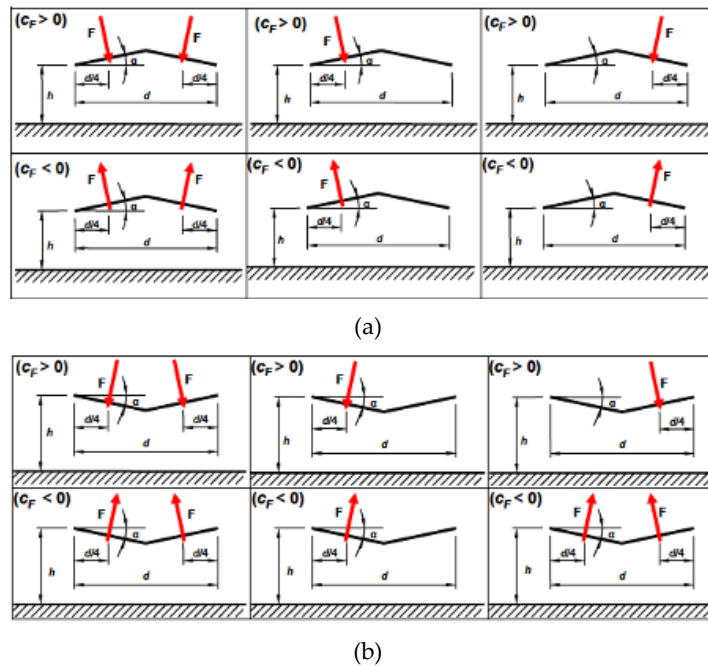 (cF > 0) (cF > 0) (cF > 0)
F F F F
α α α
d/4 d/4 d/4 d/4
h d h d h d
(cF < 0) (cF < 0) (cF < 0)
F F F F
α α α
d/4 d/4 d/4 d/4
h d h d h d
(a)
(cF > 0) (cF > 0) (cF > 0)
F F F F
α α α
d/4 d/4 d/4 d/4
h d h d h d
(cF < 0) (cF < 0) (cF < 0)
F F F F F
α α α
d/4 d/4 d/4 d/4 d/4
h d h d h d
(b)